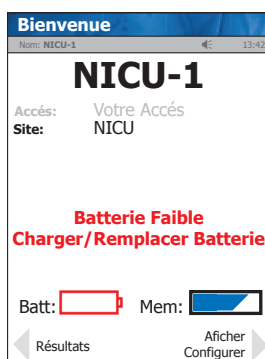 Bienvenue
Nom: NICU-1 13:42
NICU-1
Accés: Votre Accés
Site: NICU
Batterie Faible
Charger/Remplacer Batterie
Batt: Mem:
Résultats
Aficher
Configurer